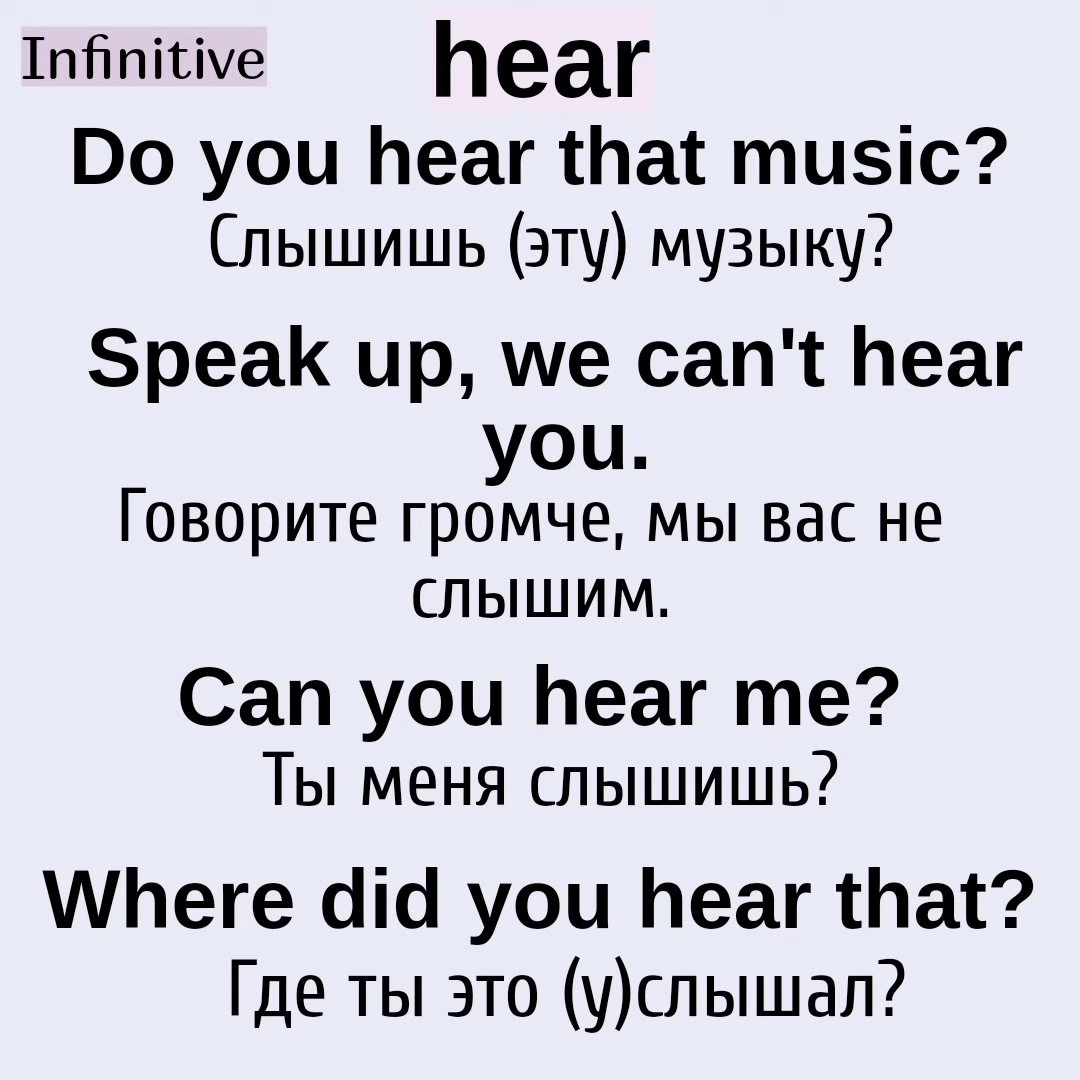 Infinitive
hear
Do you hear that music?
Слышишь (эту) музыку?
Speak up, we can't hear
you.
Говорите громче, мы вас не
слышим.
Can you hear me?
Ты меня слышишь?
Where did you hear that?
Где ты это (у)слышал?